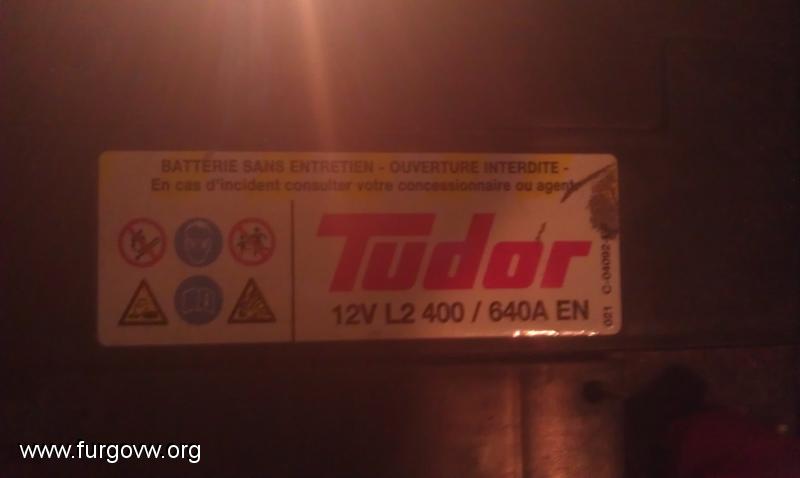 BATTERIE SANS ENTRETIEN - OUVERTURE INTERDITE -
En cas d'incident consulter votre concessionnaire ou agent
Tudor
12V L2 400 / 640A EN
021 C-04092-
www.furgovw.org